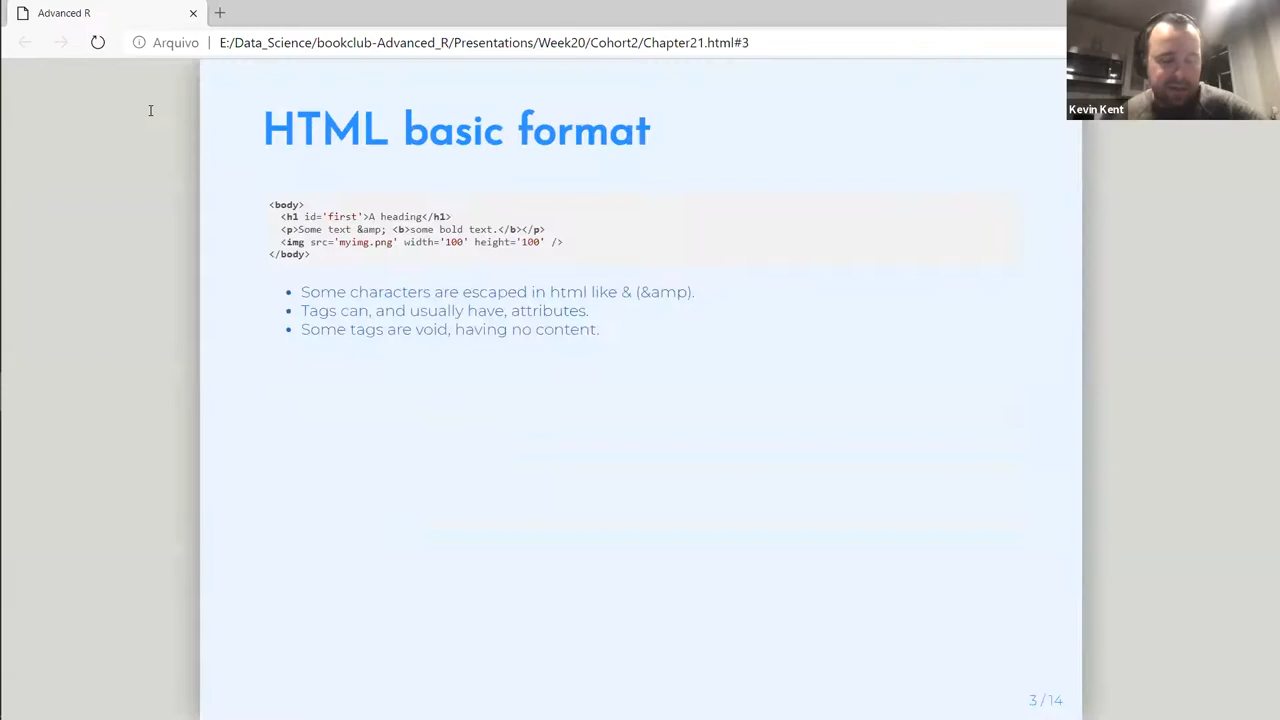 Advanced R
Arquivo
E:/Data_Science/bookclub-Advanced_R/Presentations/Week20/Cohort2/Chapter21.html#3
Kevin Kent
HTML basic format
<body>
<h1 id='first'>A heading</h1>
<p>Some text &amp; <b>some bold text.</b></p>
<img src='myimg.png' width='100' height='100' />
</body>
Some characters are escaped in html like & (&amp).
Tags can, and usually have, attributes.
Some tags are void, having no content.
3 / 14